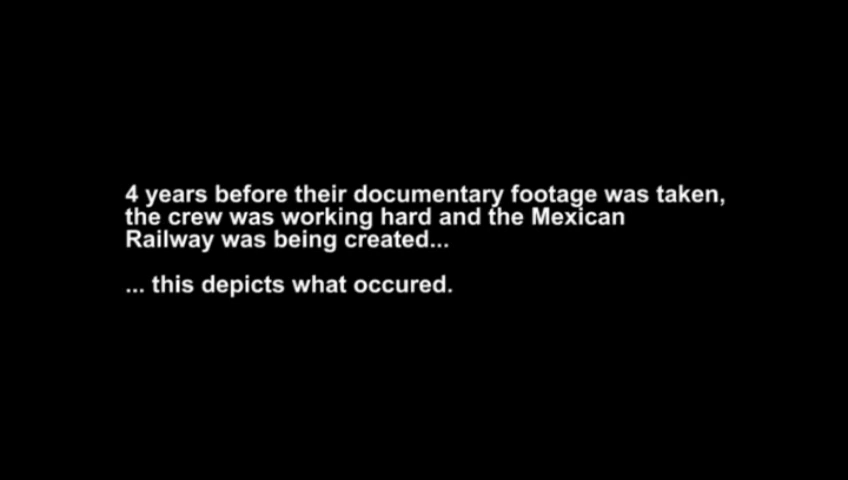 4 years before their documentary footage was taken,
the crew was working hard and the Mexican
Railway was being created...
... this depicts what occured.